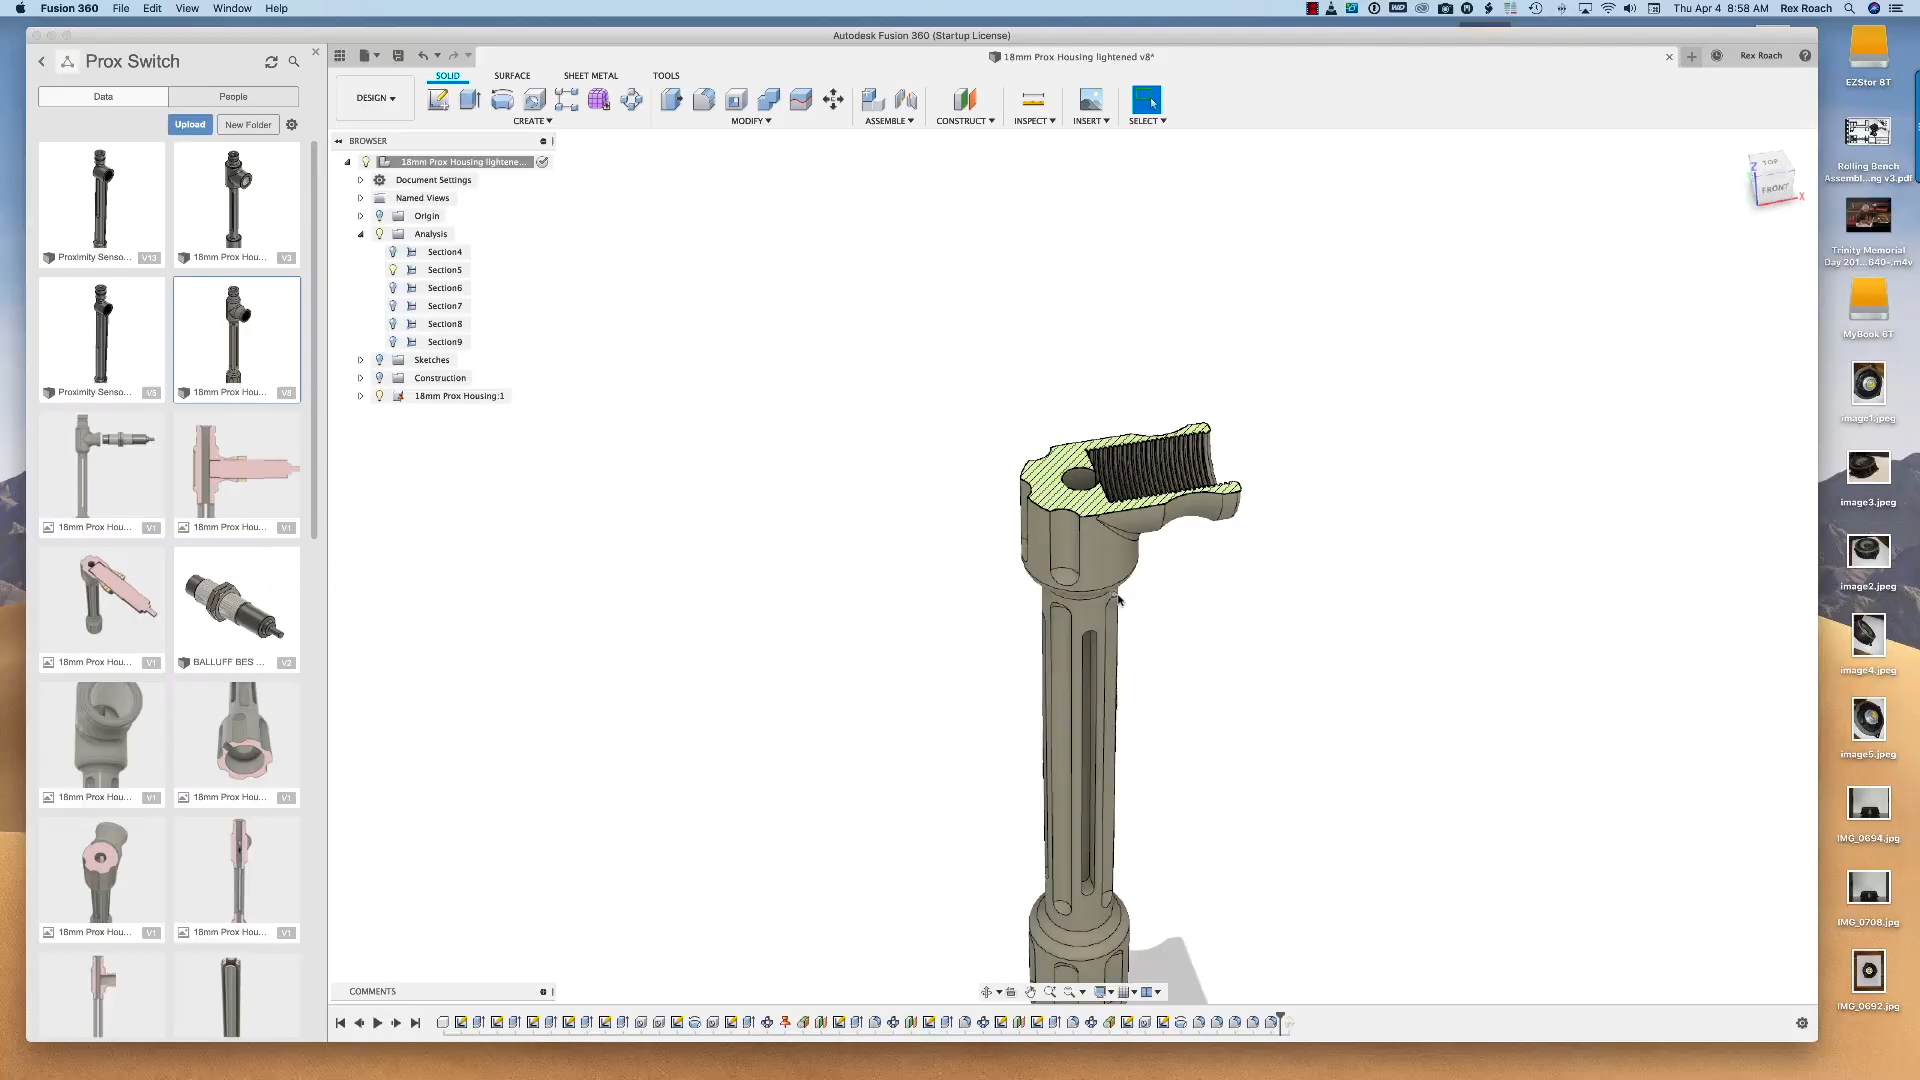 Fusion 360 File Edit View Window Help
Thu Apr 4 8:58 AM Rex Roach
Autodesk Fusion 360 (Startup License)
Prox Switch
18mm Prox Housing lightened v8*
Rex Roach
Data People
Upload New Folder
DESIGN
SOLID SURFACE SHEET METAL TOOLS
CREATE MODIFY ASSEMBLE CONSTRUCT INSPECT INSERT SELECT
BROWSER
18mm Prox Housing lightene...
Document Settings
Named Views
Origin
Analysis
Section4
Section5
Section6
Section7
Section8
Section9
Sketches
Construction
18mm Prox Housing:1
Proximity Senso... V13
18mm Prox Hou... V3
Proximity Senso... V5
18mm Prox Hou... V8
18mm Prox Hou... V1
18mm Prox Hou... V1
18mm Prox Hou... V1
BALLUFF BES ... V2
18mm Prox Hou... V1
18mm Prox Hou... V1
18mm Prox Hou... V1
18mm Prox Hou... V1
TOP
FRONT
Z
X
COMMENTS
EZStor 8T
Rolling Bench
Assembl...ng v3.pdf
Trinity Memorial
Day 201...640-.m4v
MyBook 6T
image1.jpeg
image3.jpeg
image2.jpeg
image4.jpeg
image5.jpeg
IMG_0694.jpg
IMG_0708.jpg
IMG_0692.jpg